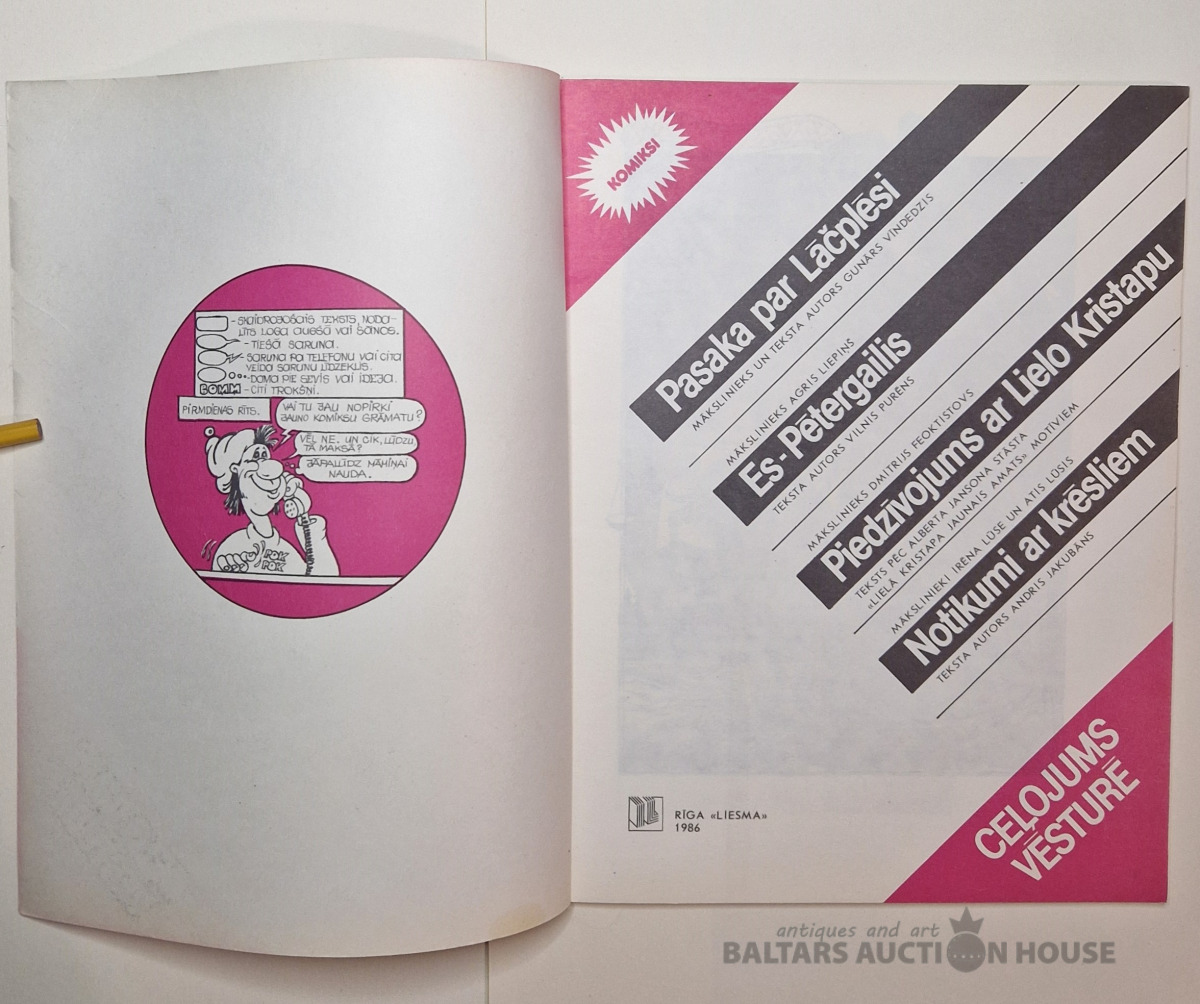 - SKAIDROJOŠAIS TEKSTS, NODA-
LĪTS LOGA AUGŠĀ VAI SĀNOS.
- TIEŠĀ SARUNA.
- SARUNA PA TELEFONU VAI CITA
VEIDA SARUNU LĪDZEKLIS.
- DOMA PIE SEVIS VAI IDEJA.
BOMM - CITI TROKŠŅI.
PIRMDIENAS RĪTS.
VAI TU JAU NOPIRKI
JAUNO KOMIKSU GRĀMATU?
VĒL NE. UN CIK, LŪDZU,
TĀ MAKSĀ?
JĀPALŪDZ MĀMIŅAI
NAUDA.
POK
POK
KOMIKSI
Pasaka par Lāčplēsi
MĀKSLINIEKS UN TEKSTA AUTORS GUNĀRS VĪNDEDZIS
MĀKSLINIEKS AGRIS LIEPIŅŠ
Es-Pētergailis
TEKSTA AUTORS VILNIS PURĒNS
MĀKSLINIEKS DMITRIJS FEOKTISTOVS
Piedzīvojums ar Lielo Kristapu
TEKSTS PĒC ALBERTA JANSONA STĀSTA
«LIELĀ KRISTAPA JAUNAIS AMATS» MOTĪVIEM
MĀKSLINIEKI IRĒNA LŪSE UN ATIS LŪSIS
Notikumi ar krēsliem
TEKSTA AUTORS ANDRIS JAKUBĀNS
CEĻOJUMS
VĒSTURĒ
RĪGA «LIESMA»
1986
antiques and art
BALTARS AUCTION HOUSE